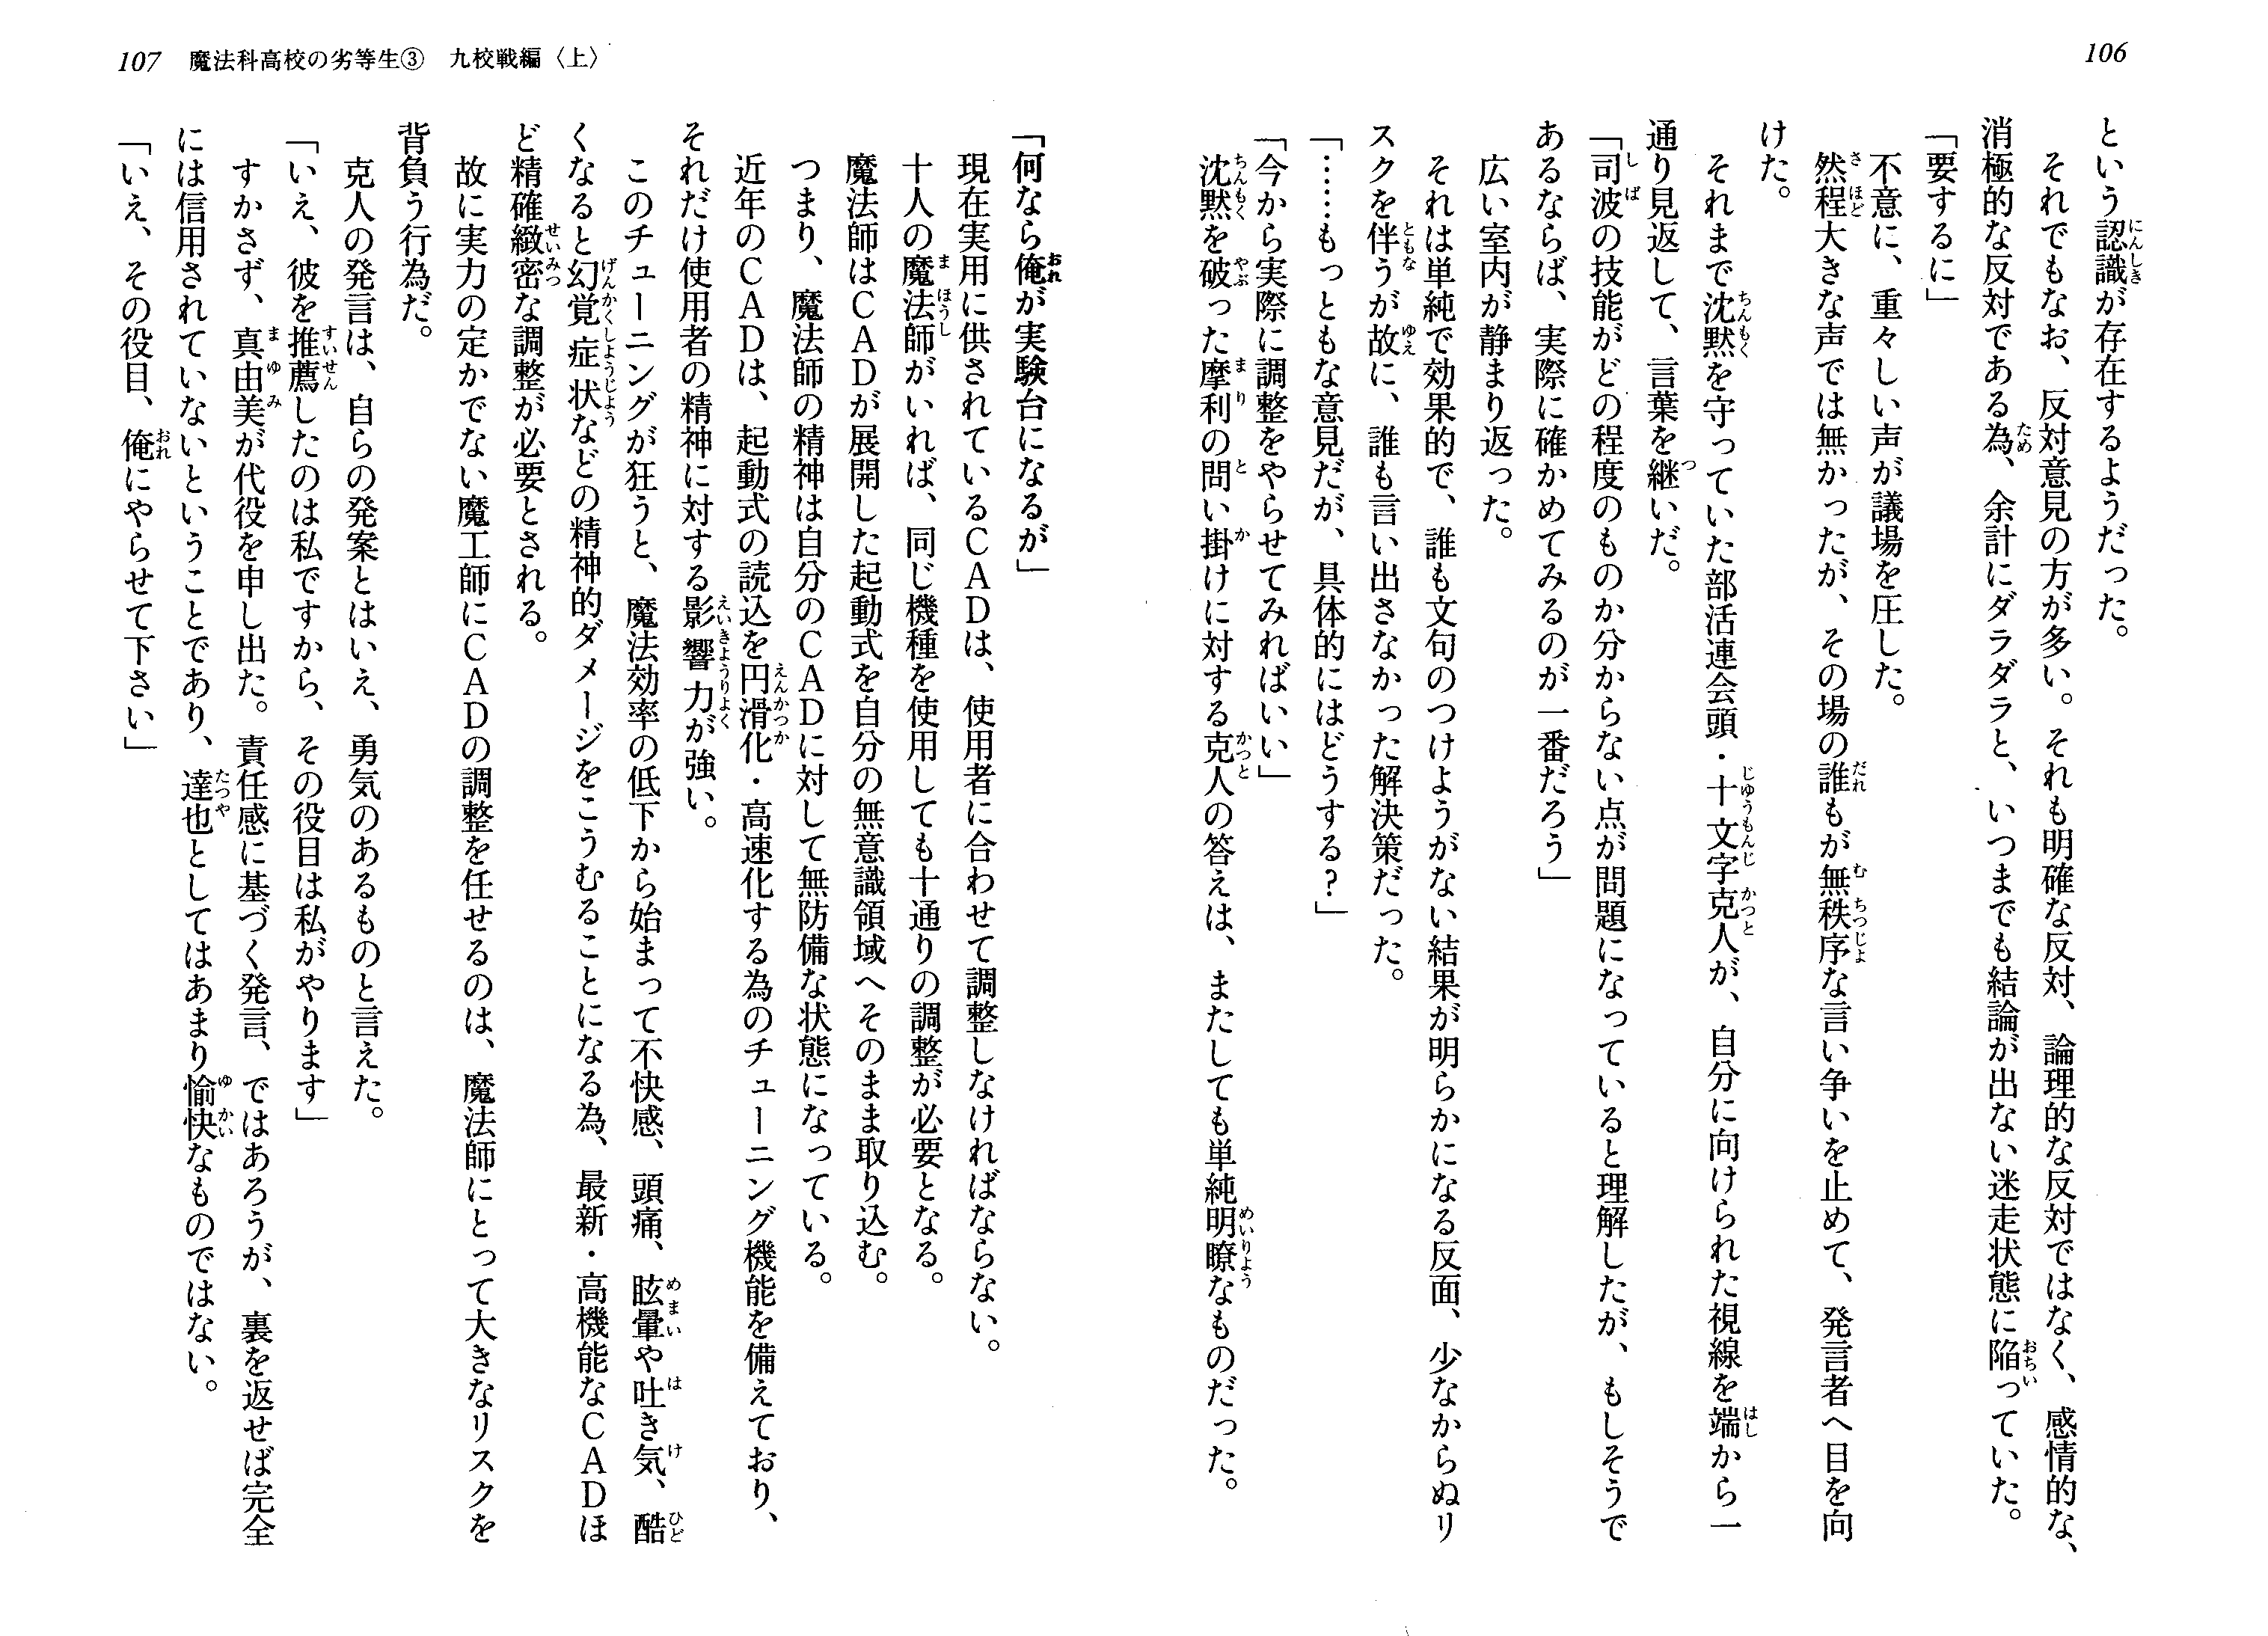 106
という認識が存在するようだった。
それでもなお、反対意見の方が多い。それも明確な反対、論理的な反対ではなく、感情的な、
消極的な反対である為、余計にダラダラと、いつまでも結論が出ない迷走状態に陥っていた。
「要するに」
不意に、重々しい声が議場を圧した。
然程大きな声では無かったが、その場の誰もが無秩序な言い争いを止めて、発言者へ目を向
けた。
それまで沈黙を守っていた部活連会頭・十文字克人が、自分に向けられた視線を端から一
通り見返して、言葉を継いだ。
「司波の技能がどの程度のものか分からない点が問題になっていると理解したが、もしそうで
あるならば、実際に確かめてみるのが一番だろう」
広い室内が静まり返った。
それは単純で効果的で、誰も文句のつけようがない結果が明らかになる反面、少なからぬリ
スクを伴うが故に、誰も言い出さなかった解決策だった。
「……もっともな意見だが、具体的にはどうする?」
「今から実際に調整をやらせてみればいい」
沈黙を破った摩利の問い掛けに対する克人の答えは、またしても単純明瞭なものだった。
107 魔法科高校の劣等生③ 九校戦編〈上〉
「何なら俺が実験台になるが」
現在実用に供されているCADは、使用者に合わせて調整しなければならない。
十人の魔法師がいれば、同じ機種を使用しても十通りの調整が必要となる。
魔法師はCADが展開した起動式を自分の無意識領域へそのまま取り込む。
つまり、魔法師の精神は自分のCADに対して無防備な状態になっている。
近年のCADは、起動式の読込を円滑化・高速化する為のチューニング機能を備えており、
それだけ使用者の精神に対する影響力が強い。
このチューニングが狂うと、魔法効率の低下から始まって不快感、頭痛、眩暈や吐き気、酷
くなると幻覚症状などの精神的ダメージをこうむることになる為、最新・高機能なCADほ
ど精確緻密な調整が必要とされる。
故に実力の定かでない魔工師にCADの調整を任せるのは、魔法師にとって大きなリスクを
背負う行為だ。
克人の発言は、自らの発案とはいえ、勇気のあるものと言えた。
「いえ、彼を推薦したのは私ですから、その役目は私がやります」
すかさず、真由美が代役を申し出た。責任感に基づく発言、ではあろうが、裏を返せば完全
には信用されていないということであり、達也としてはあまり愉快なものではない。
「いえ、その役目、俺にやらせて下さい」